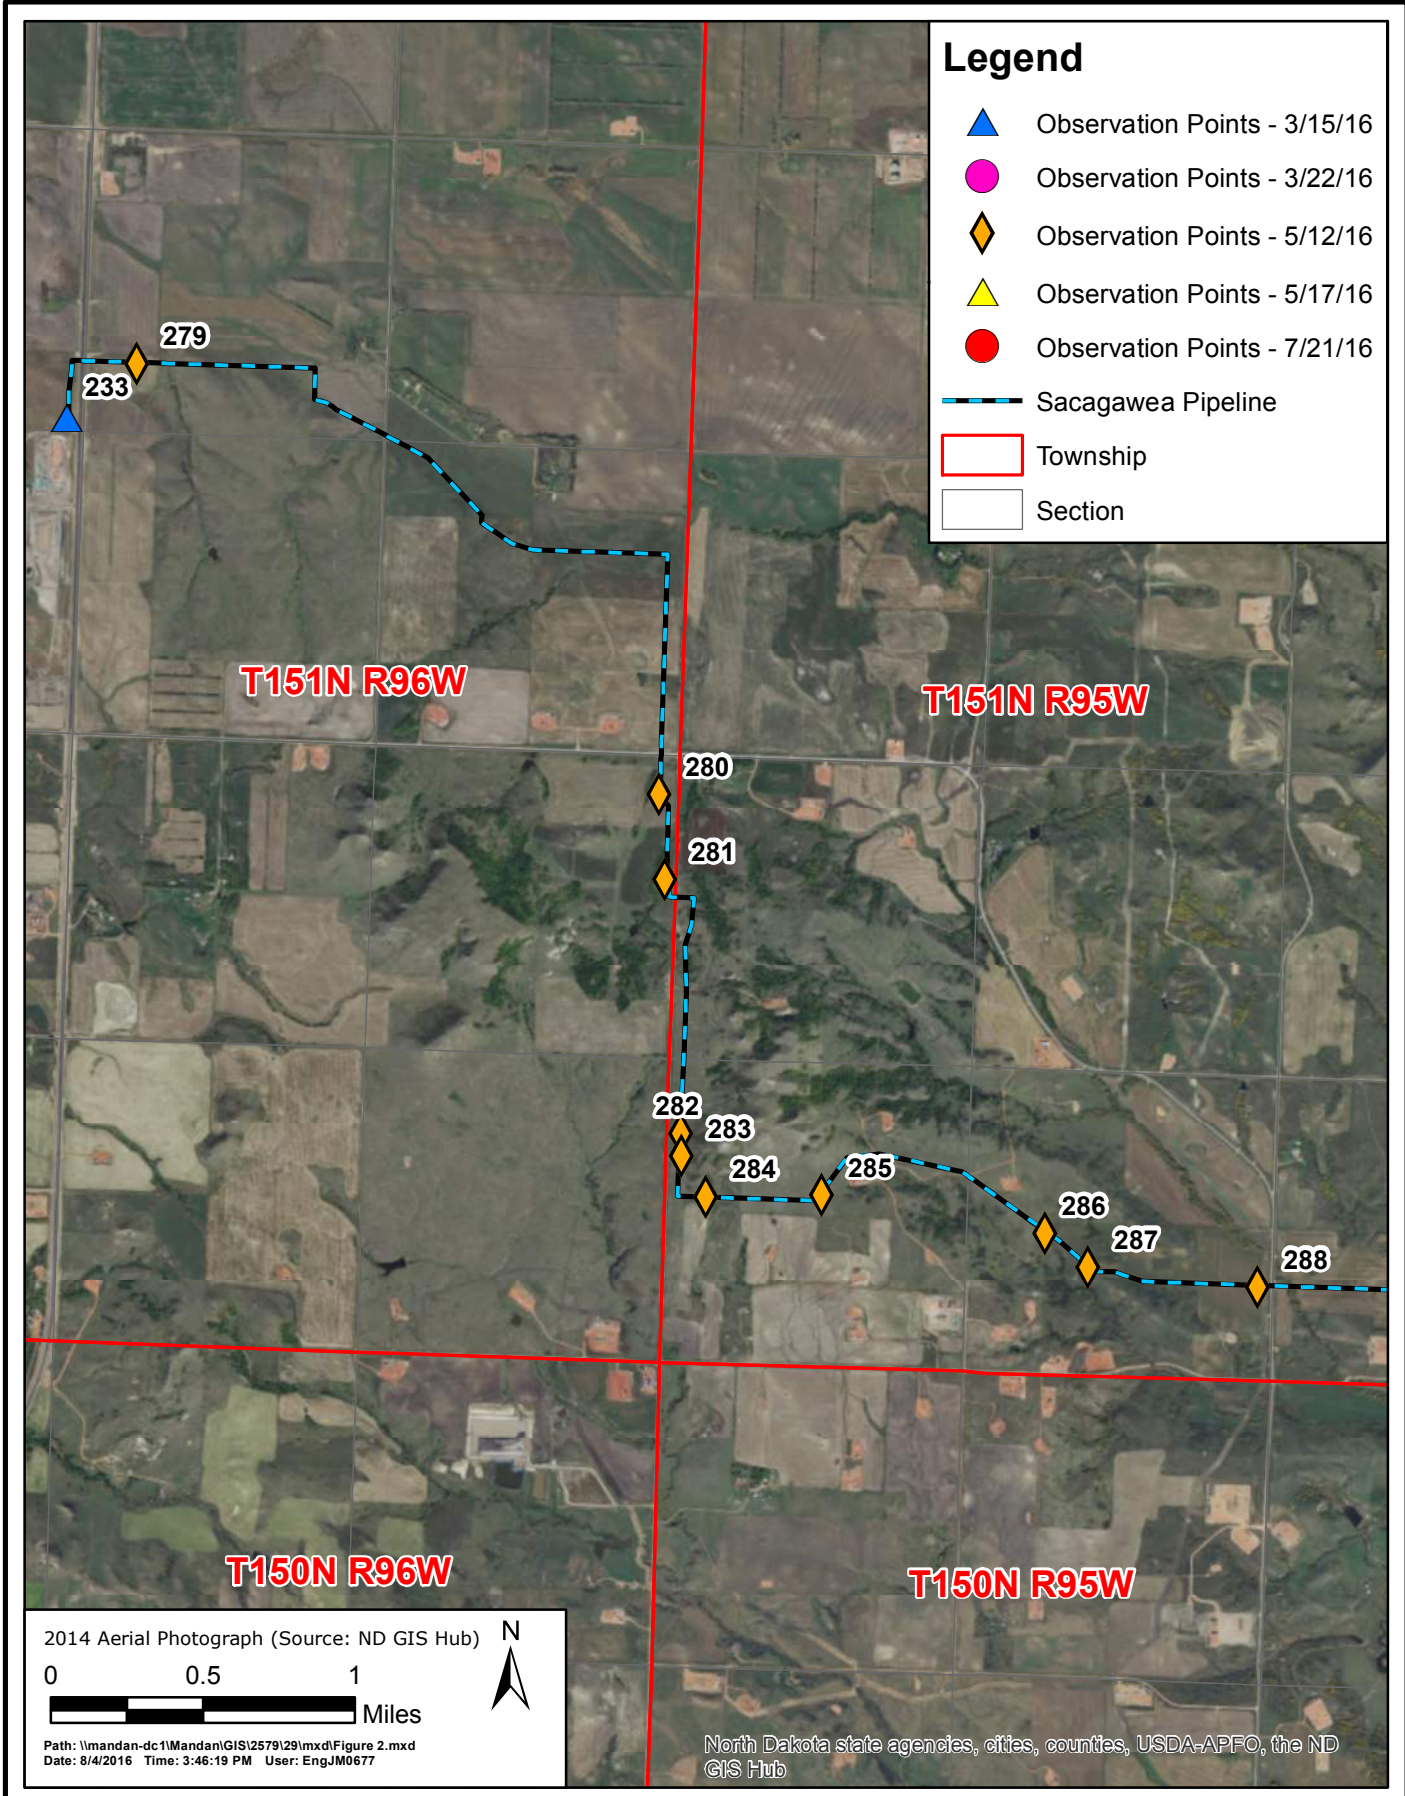 Legend
Observation Points - 3/15/16
Observation Points - 3/22/16
Observation Points - 5/12/16
Observation Points - 5/17/16
Observation Points - 7/21/16
Sacagawea Pipeline
Township
Section
279
233
T151N R96W
T151N R95W
280
281
282
283
284
285
286
287
288
T150N R96W
T150N R95W
2014 Aerial Photograph (Source: ND GIS Hub)
N
0 0.5 1
Miles
Path: \\mandan-dc1\Mandan\GIS\2579\29\mxd\Figure 2.mxd
Date: 8/4/2016 Time: 3:46:19 PM User: EngJM0677
North Dakota state agencies, cities, counties, USDA-APFO, the ND
GIS Hub